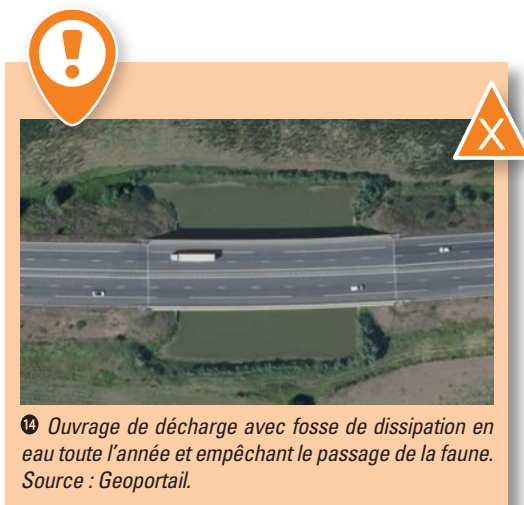 !
X
⓮ Ouvrage de décharge avec fosse de dissipation en
eau toute l'année et empêchant le passage de la faune.
Source : Geoportail.